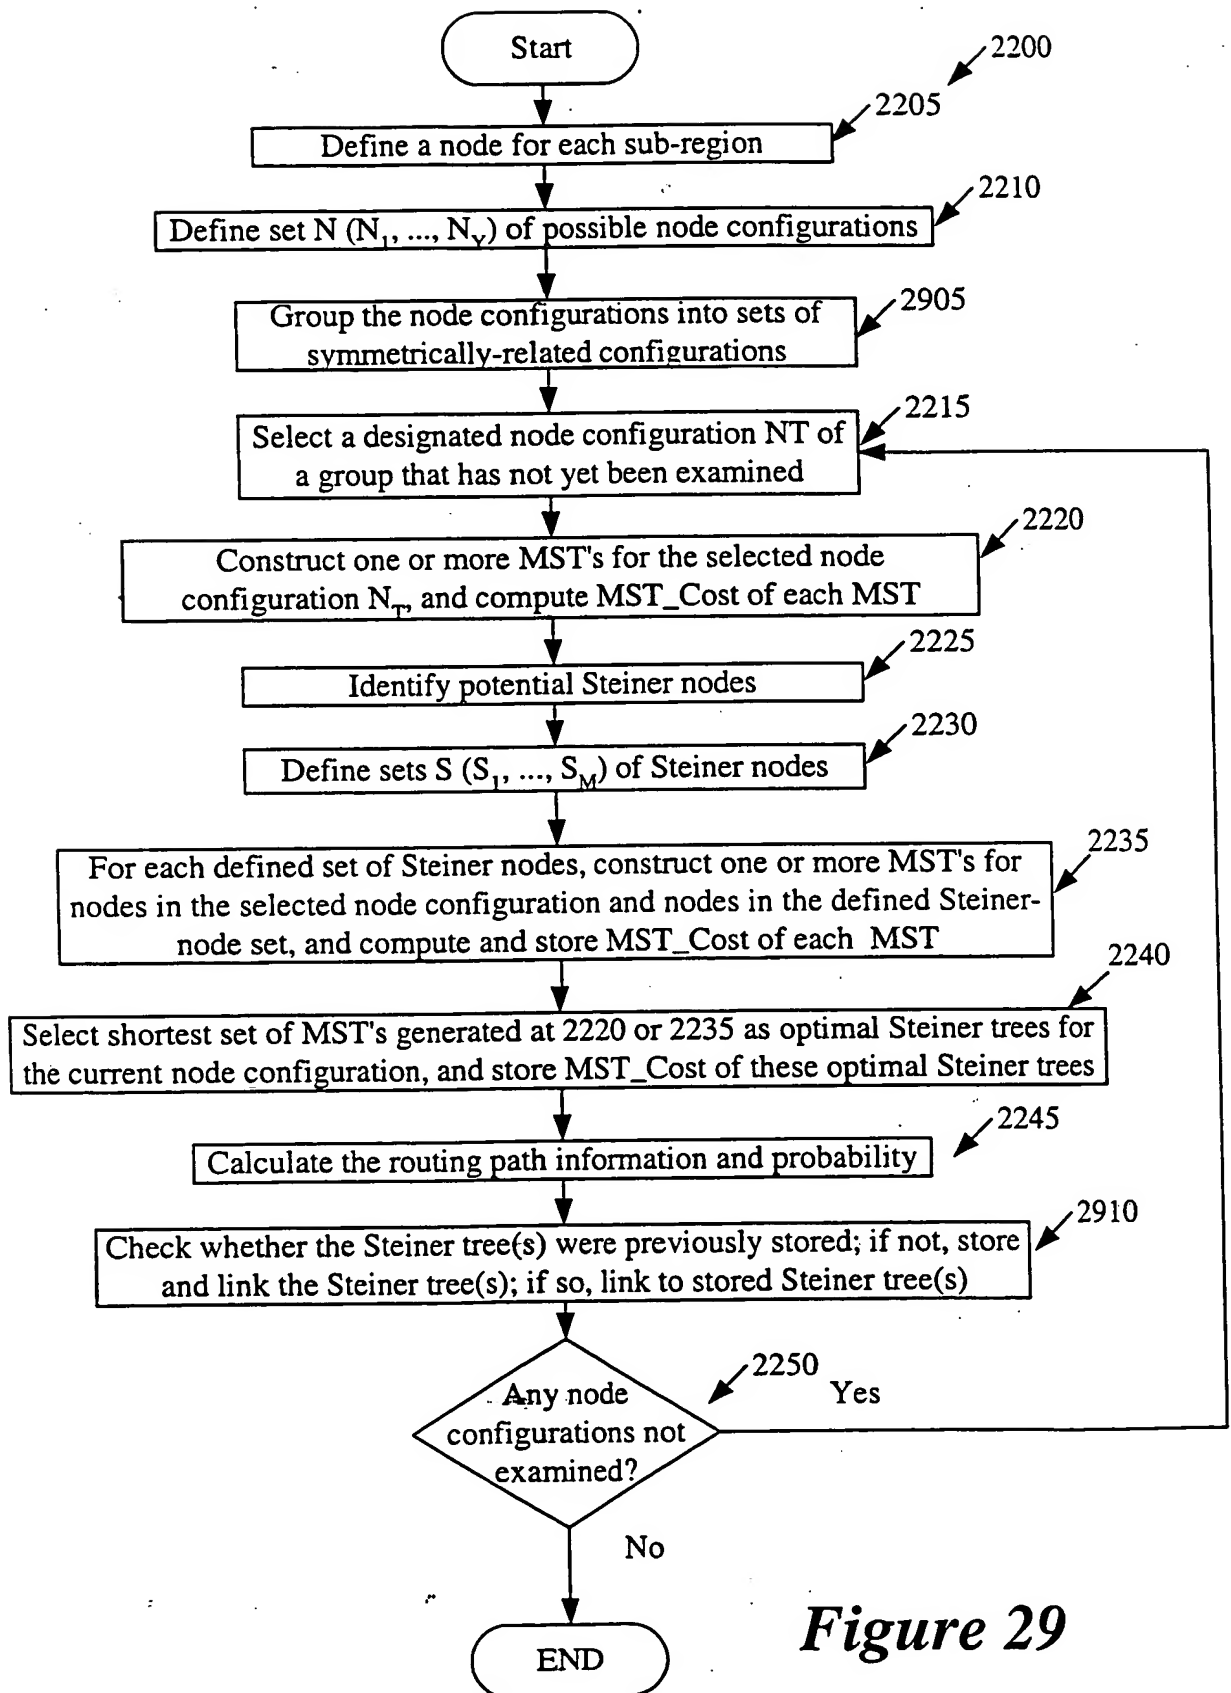 Start
2200
2205
Define a node for each sub-region
2210
Define set N (N1, ..., NY) of possible node configurations
2905
Group the node configurations into sets of
symmetrically-related configurations
2215
Select a designated node configuration NT of
a group that has not yet been examined
2220
Construct one or more MST's for the selected node
configuration NT, and compute MST_Cost of each MST
2225
Identify potential Steiner nodes
2230
Define sets S (S1, ..., SM) of Steiner nodes
2235
For each defined set of Steiner nodes, construct one or more MST's for
nodes in the selected node configuration and nodes in the defined Steiner-
node set, and compute and store MST_Cost of each MST
2240
Select shortest set of MST's generated at 2220 or 2235 as optimal Steiner trees for
the current node configuration, and store MST_Cost of these optimal Steiner trees
2245
Calculate the routing path information and probability
2910
Check whether the Steiner tree(s) were previously stored; if not, store
and link the Steiner tree(s); if so, link to stored Steiner tree(s)
2250
Yes
Any node
configurations not
examined?
No
END
Figure 29